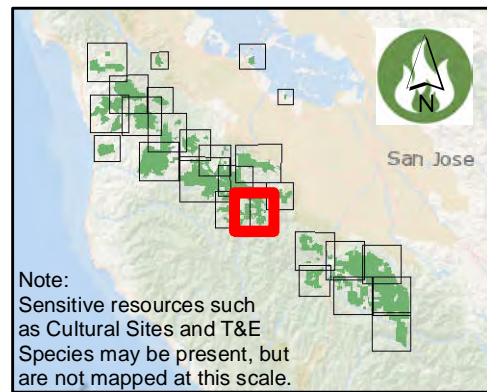 N
San Jose
Note:
Sensitive resources such
as Cultural Sites and T&E
Species may be present, but
are not mapped at this scale.